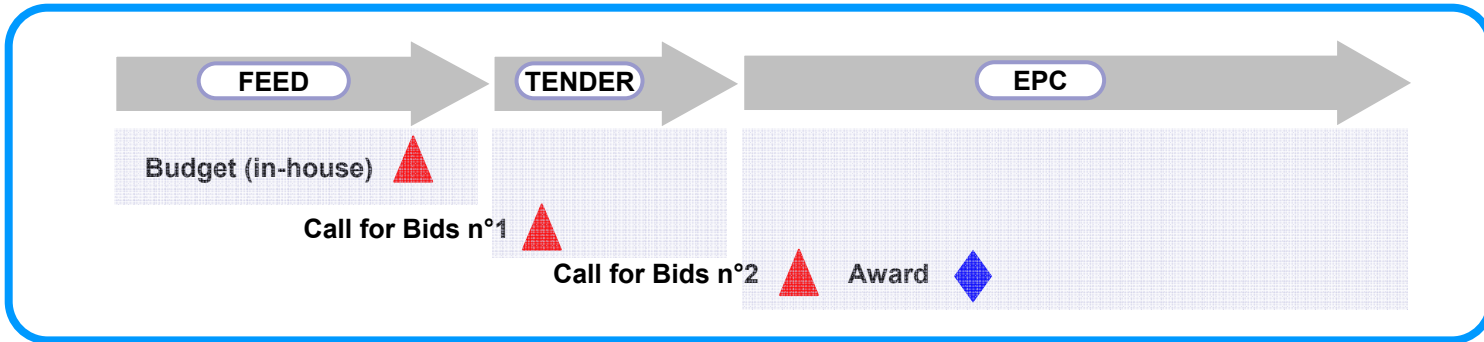 FEED TENDER EPC
Budget (in-house)
Call for Bids n°1
Call for Bids n°2 Award